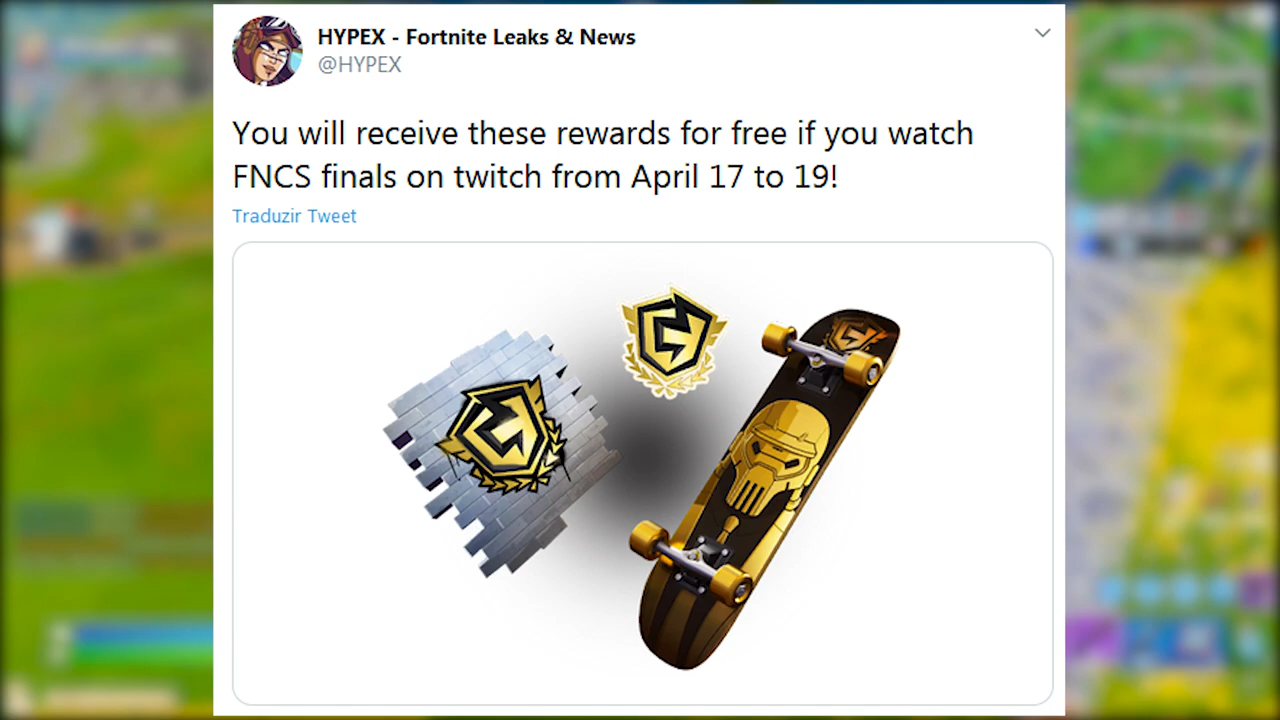 HYPEX - Fortnite Leaks & News
@HYPEX
You will receive these rewards for free if you watch
FNCS finals on twitch from April 17 to 19!
Traduzir Tweet